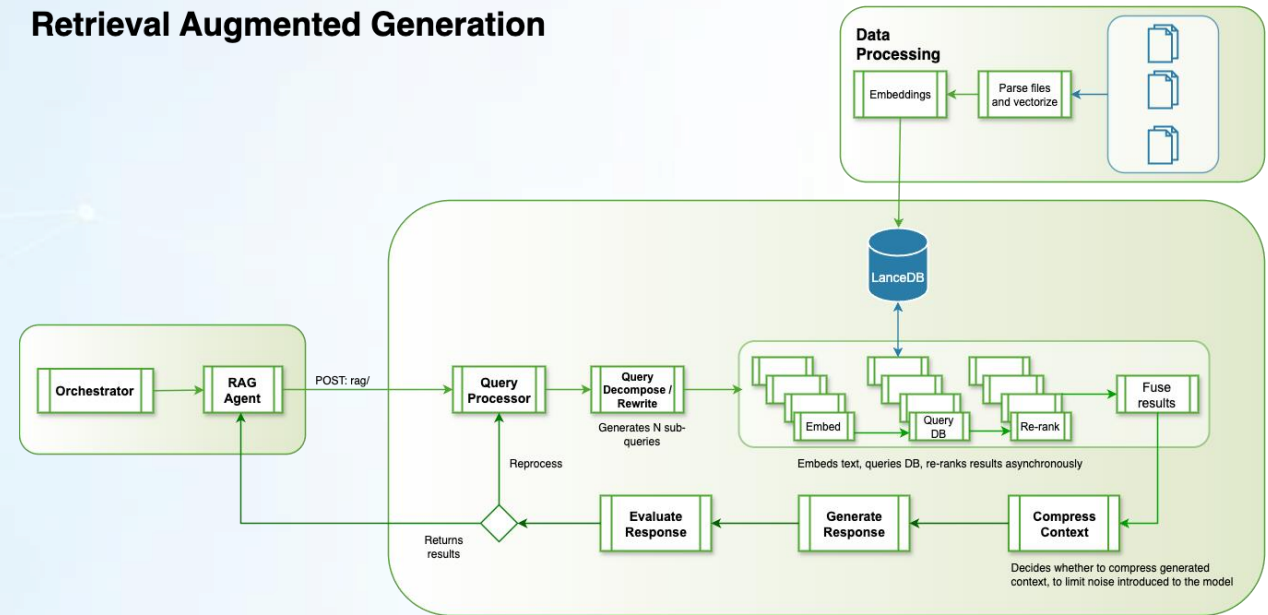 Retrieval Augmented Generation
Data
Processing
Embeddings
Parse files
and vectorize
LanceDB
Orchestrator
RAG
Agent
POST: rag/
Query
Processor
Query
Decompose /
Rewrite
Generates N sub-
queries
Embed
Query
DB
Re-rank
Fuse
results
Embeds text, queries DB, re-ranks results asynchronously
Reprocess
Returns
results
Evaluate
Response
Generate
Response
Compress
Context
Decides whether to compress generated
context, to limit noise introduced to the model